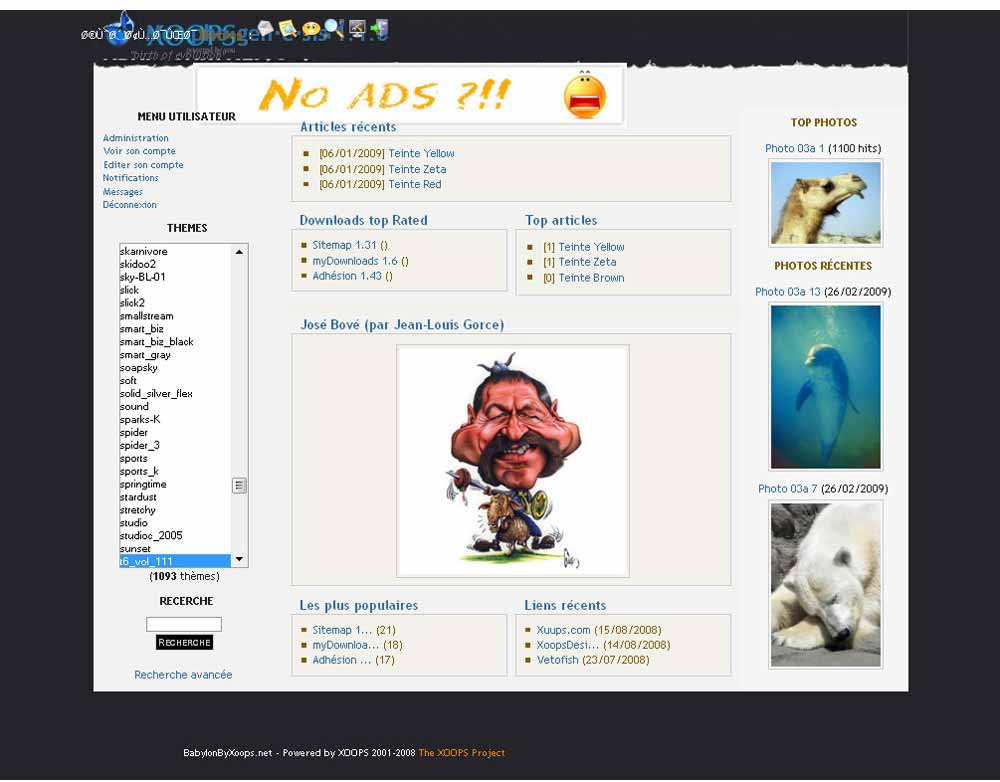 XOOPS
NO ADS ?!!
MENU UTILISATEUR
Administration
Voir son compte
Editer son compte
Notifications
Messages
Déconnexion
THEMES
skarnivore
skidoo2
sky-BL-01
slick
slick2
smallstream
smart_biz
smart_biz_black
smart_gray
soapsky
soft
solid_silver_flex
sound
sparks-K
spider
spider_3
sports
sports_k
springtime
stardust
stretchy
studio
studioc_2005
sunset
t6_vol_111
(1093 thèmes)
RECERCHE
RECHERCHE
Recherche avancée
Articles récents
[06/01/2009] Teinte Yellow
[06/01/2009] Teinte Zeta
[06/01/2009] Teinte Red
Downloads top Rated
Sitemap 1.31 ()
myDownloads 1.6 ()
Adhésion 1.43 ()
Top articles
[1] Teinte Yellow
[1] Teinte Zeta
[0] Teinte Brown
José Bové (par Jean-Louis Gorce)
Les plus populaires
Sitemap 1... (21)
myDownloa... (18)
Adhésion ... (17)
Liens récents
Xuups.com (15/08/2008)
XoopsDesi... (14/08/2008)
Vetofish (23/07/2008)
TOP PHOTOS
Photo 03a 1 (1100 hits)
PHOTOS RÉCENTES
Photo 03a 13 (26/02/2009)
Photo 03a 7 (26/02/2009)
BabylonByXoops.net - Powered by XOOPS 2001-2008 The XOOPS Project